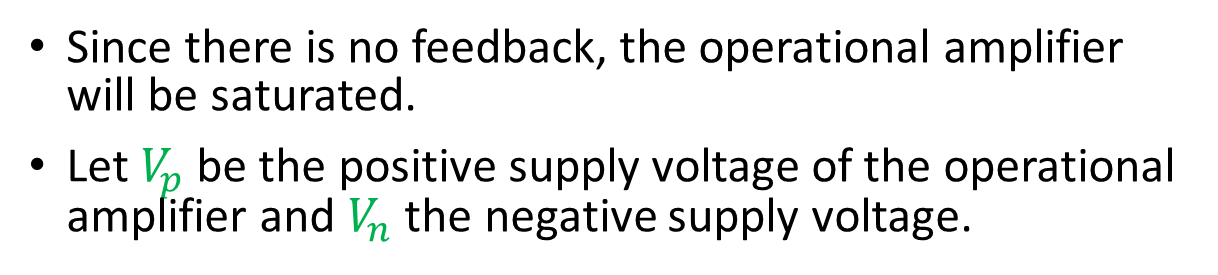 • Since there is no feedback, the operational amplifier
will be saturated.
• Let Vₚ be the positive supply voltage of the operational
amplifier and Vₙ the negative supply voltage.